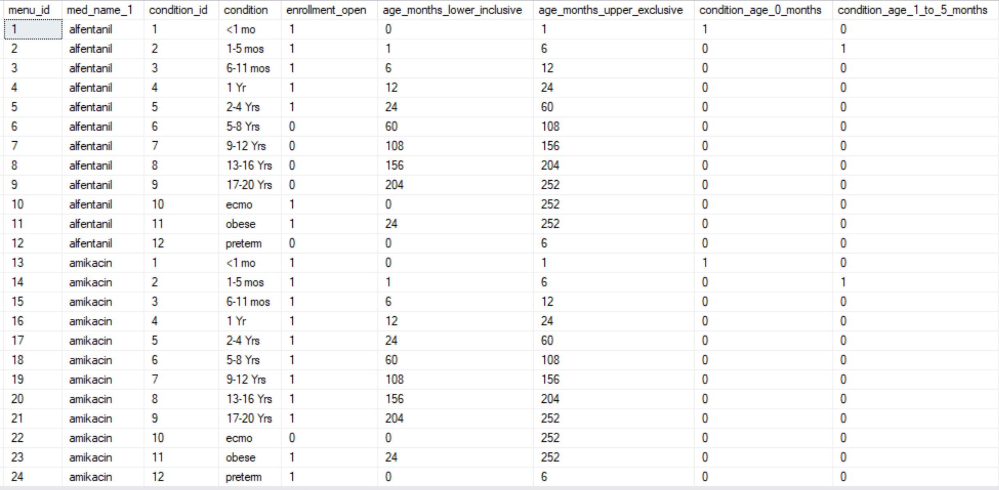 menu_id med_name_1 condition_id condition enrollment_open age_months_lower_inclusive age_months_upper_exclusive condition_age_0_months condition_age_1_to_5_months
1 alfentanil 1 <1 mo 1 0 1 1 0
2 alfentanil 2 1-5 mos 1 1 6 0 1
3 alfentanil 3 6-11 mos 1 6 12 0 0
4 alfentanil 4 1 Yr 1 12 24 0 0
5 alfentanil 5 2-4 Yrs 1 24 60 0 0
6 alfentanil 6 5-8 Yrs 0 60 108 0 0
7 alfentanil 7 9-12 Yrs 0 108 156 0 0
8 alfentanil 8 13-16 Yrs 0 156 204 0 0
9 alfentanil 9 17-20 Yrs 0 204 252 0 0
10 alfentanil 10 ecmo 1 0 252 0 0
11 alfentanil 11 obese 1 24 252 0 0
12 alfentanil 12 preterm 0 0 6 0 0
13 amikacin 1 <1 mo 1 0 1 1 0
14 amikacin 2 1-5 mos 1 1 6 0 1
15 amikacin 3 6-11 mos 1 6 12 0 0
16 amikacin 4 1 Yr 1 12 24 0 0
17 amikacin 5 2-4 Yrs 1 24 60 0 0
18 amikacin 6 5-8 Yrs 1 60 108 0 0
19 amikacin 7 9-12 Yrs 1 108 156 0 0
20 amikacin 8 13-16 Yrs 1 156 204 0 0
21 amikacin 9 17-20 Yrs 1 204 252 0 0
22 amikacin 10 ecmo 0 0 252 0 0
23 amikacin 11 obese 1 24 252 0 0
24 amikacin 12 preterm 1 0 6 0 0